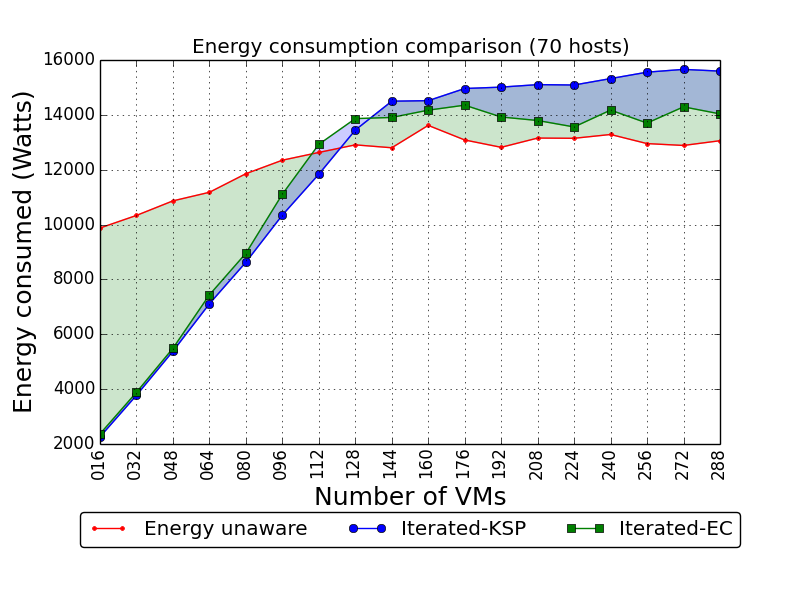 Energy consumption comparison (70 hosts)
Energy consumed (Watts)
16000
14000
12000
10000
8000
6000
4000
2000
016 032 048 064 080 096 112 128 144 160 176 192 208 224 240 256 272 288
Number of VMs
Energy unaware Iterated-KSP Iterated-EC